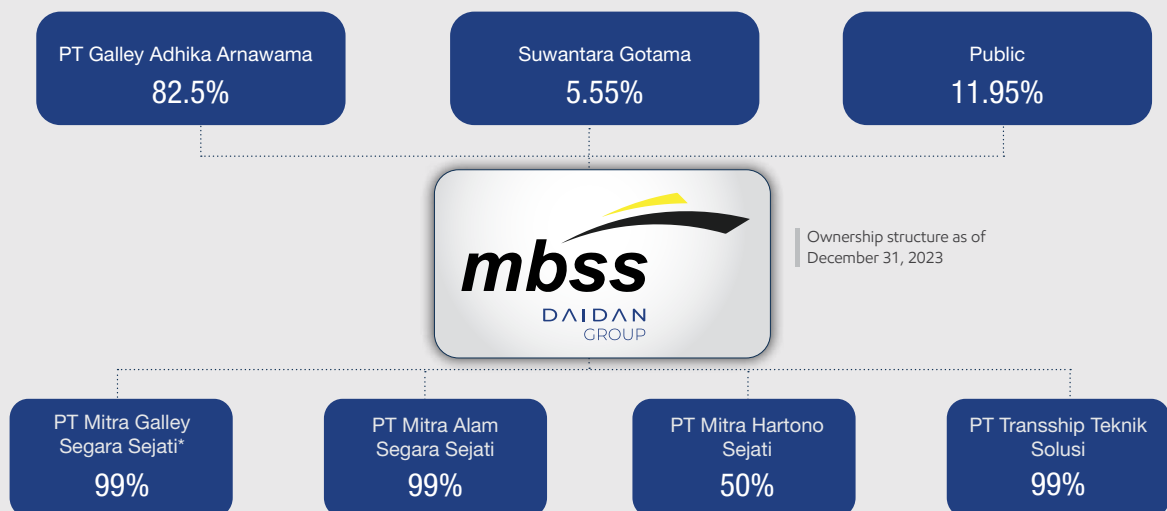 PT Galley Adhika Arnawama
82.5%
Suwantara Gotama
5.55%
Public
11.95%
mbss
DAIDAN
GROUP
Ownership structure as of
December 31, 2023
PT Mitra Galley
Segara Sejati*
99%
PT Mitra Alam
Segara Sejati
99%
PT Mitra Hartono
Sejati
50%
PT Transship Teknik
Solusi
99%